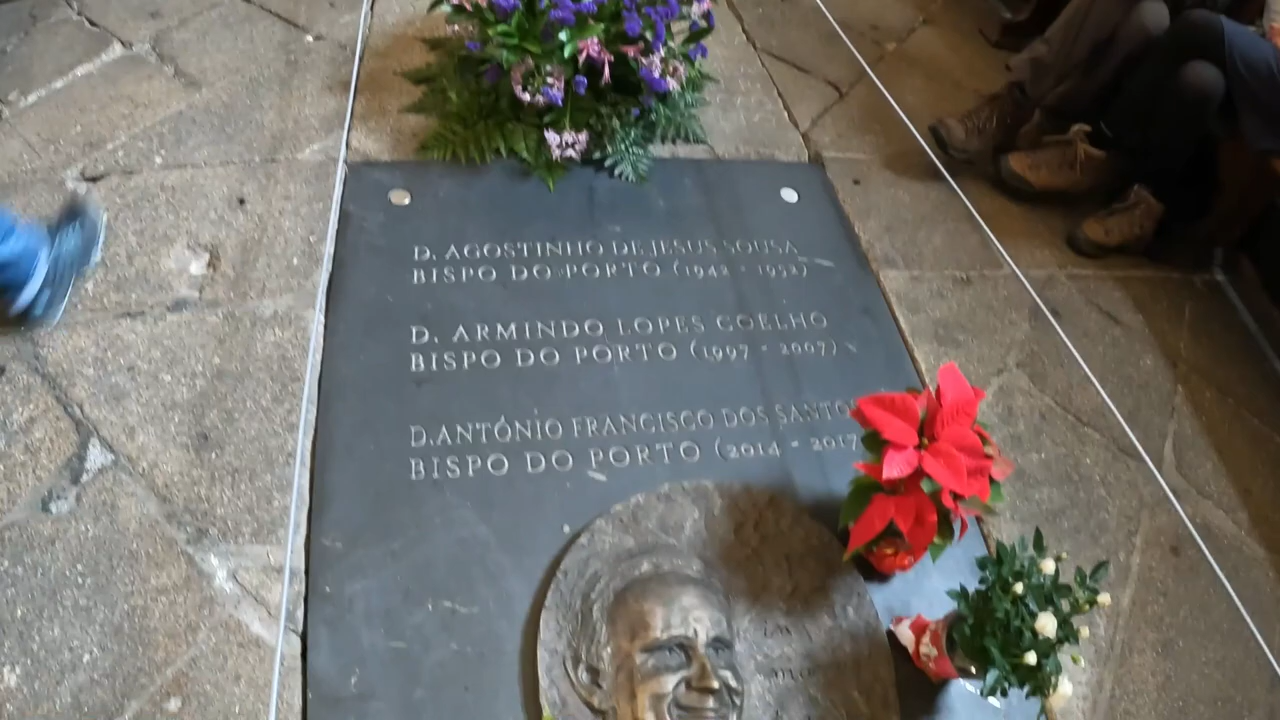 D. AGOSTINHO DE JESUS SOUSA
BISPO DO PORTO (1942 - 1952)
D. ARMINDO LOPES COELHO
BISPO DO PORTO (1997 - 2007)
D. ANTÓNIO FRANCISCO DOS SANTO
BISPO DO PORTO (2014 - 2017